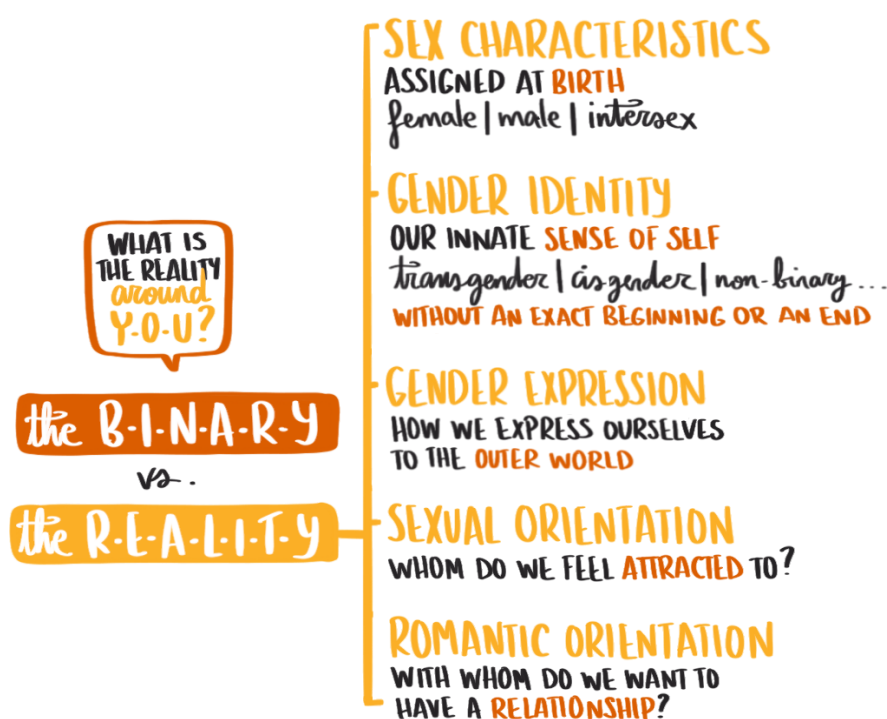 WHAT IS
THE REALITY
around
Y-O-U?
the B-I-N-A-R-Y
vs.
the R-E-A-L-I-T-Y
SEX CHARACTERISTICS
ASSIGNED AT BIRTH
female | male | intersex
GENDER IDENTITY
OUR INNATE SENSE OF SELF
transgender | cisgender | non-binary...
WITHOUT AN EXACT BEGINNING OR AN END
GENDER EXPRESSION
HOW WE EXPRESS OURSELVES
TO THE OUTER WORLD
SEXUAL ORIENTATION
WHOM DO WE FEEL ATTRACTED TO?
ROMANTIC ORIENTATION
WITH WHOM DO WE WANT TO
HAVE A RELATIONSHIP?